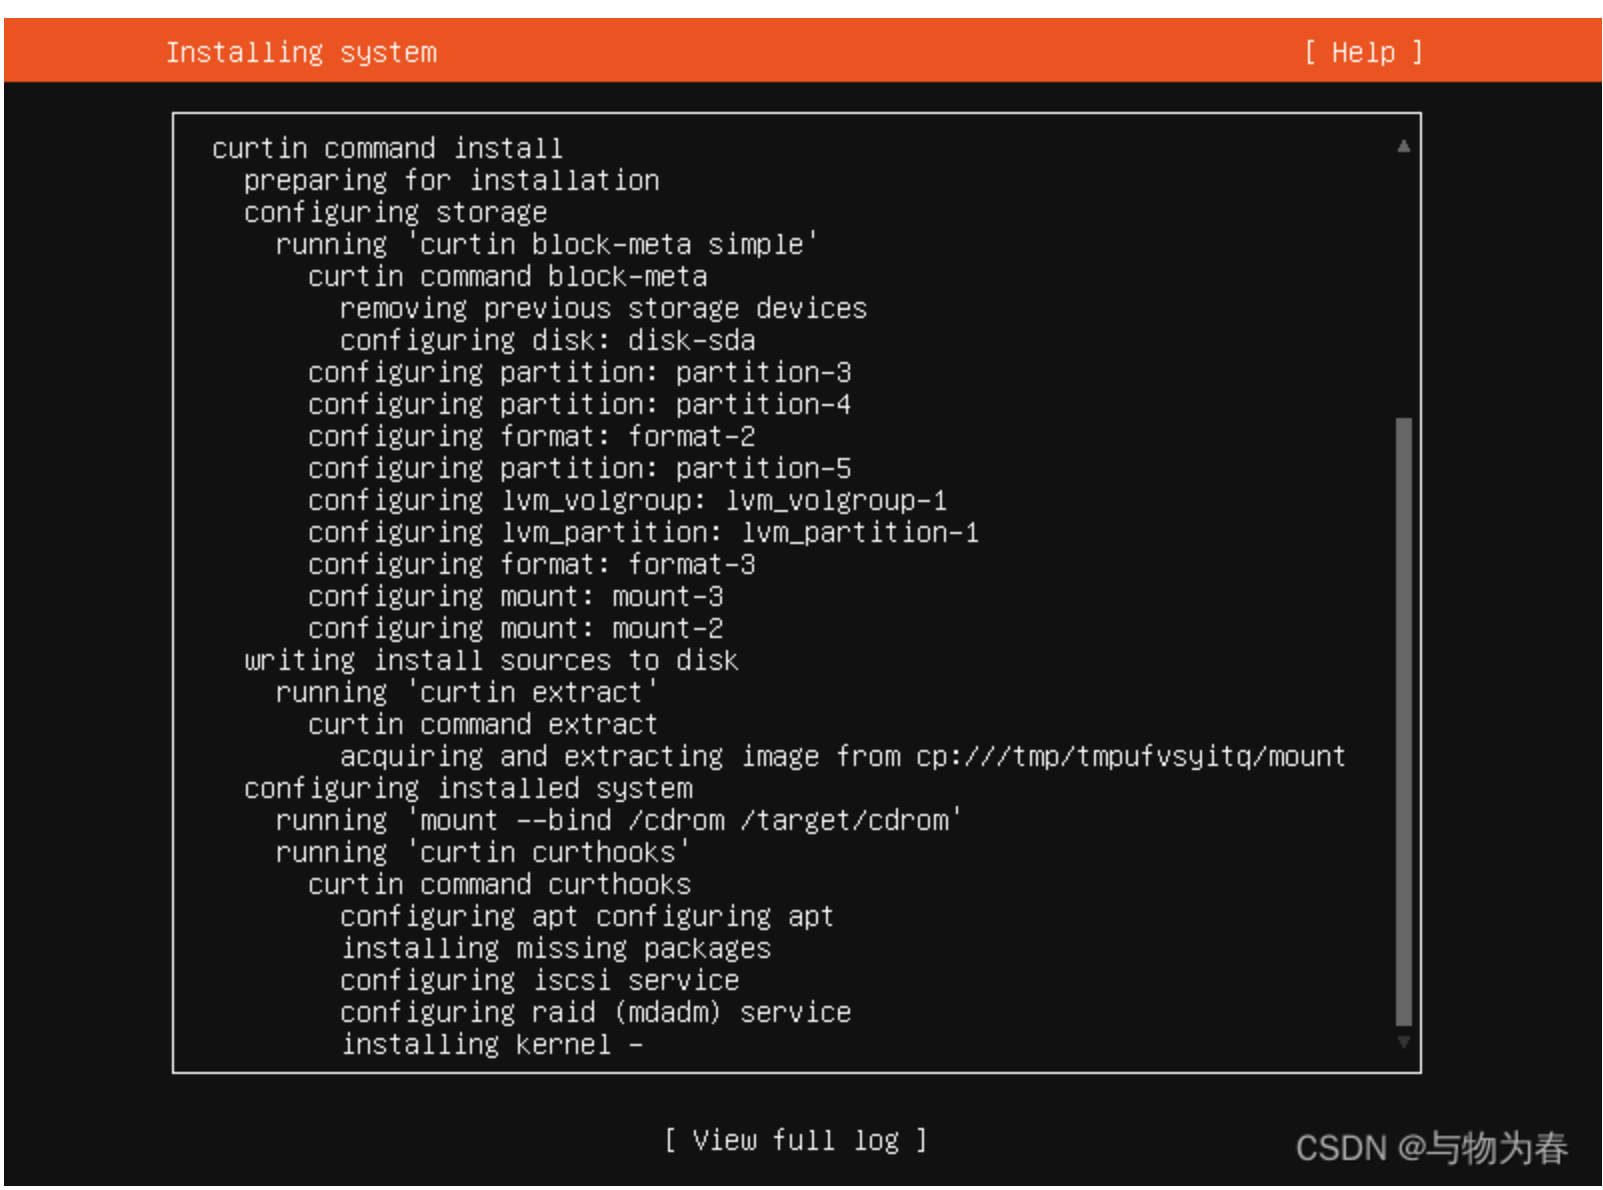 Installing system [ Help ]
curtin command install
preparing for installation
configuring storage
running 'curtin block-meta simple'
curtin command block-meta
removing previous storage devices
configuring disk: disk-sda
configuring partition: partition-3
configuring partition: partition-4
configuring format: format-2
configuring partition: partition-5
configuring lvm_volgroup: lvm_volgroup-1
configuring lvm_partition: lvm_partition-1
configuring format: format-3
configuring mount: mount-3
configuring mount: mount-2
writing install sources to disk
running 'curtin extract'
curtin command extract
acquiring and extracting image from cp:///tmp/tmpufvsyitq/mount
configuring installed system
running 'mount --bind /cdrom /target/cdrom'
running 'curtin curthooks'
curtin command curthooks
configuring apt configuring apt
installing missing packages
configuring iscsi service
configuring raid (mdadm) service
installing kernel -
[ View full log ]
CSDN @与物为春